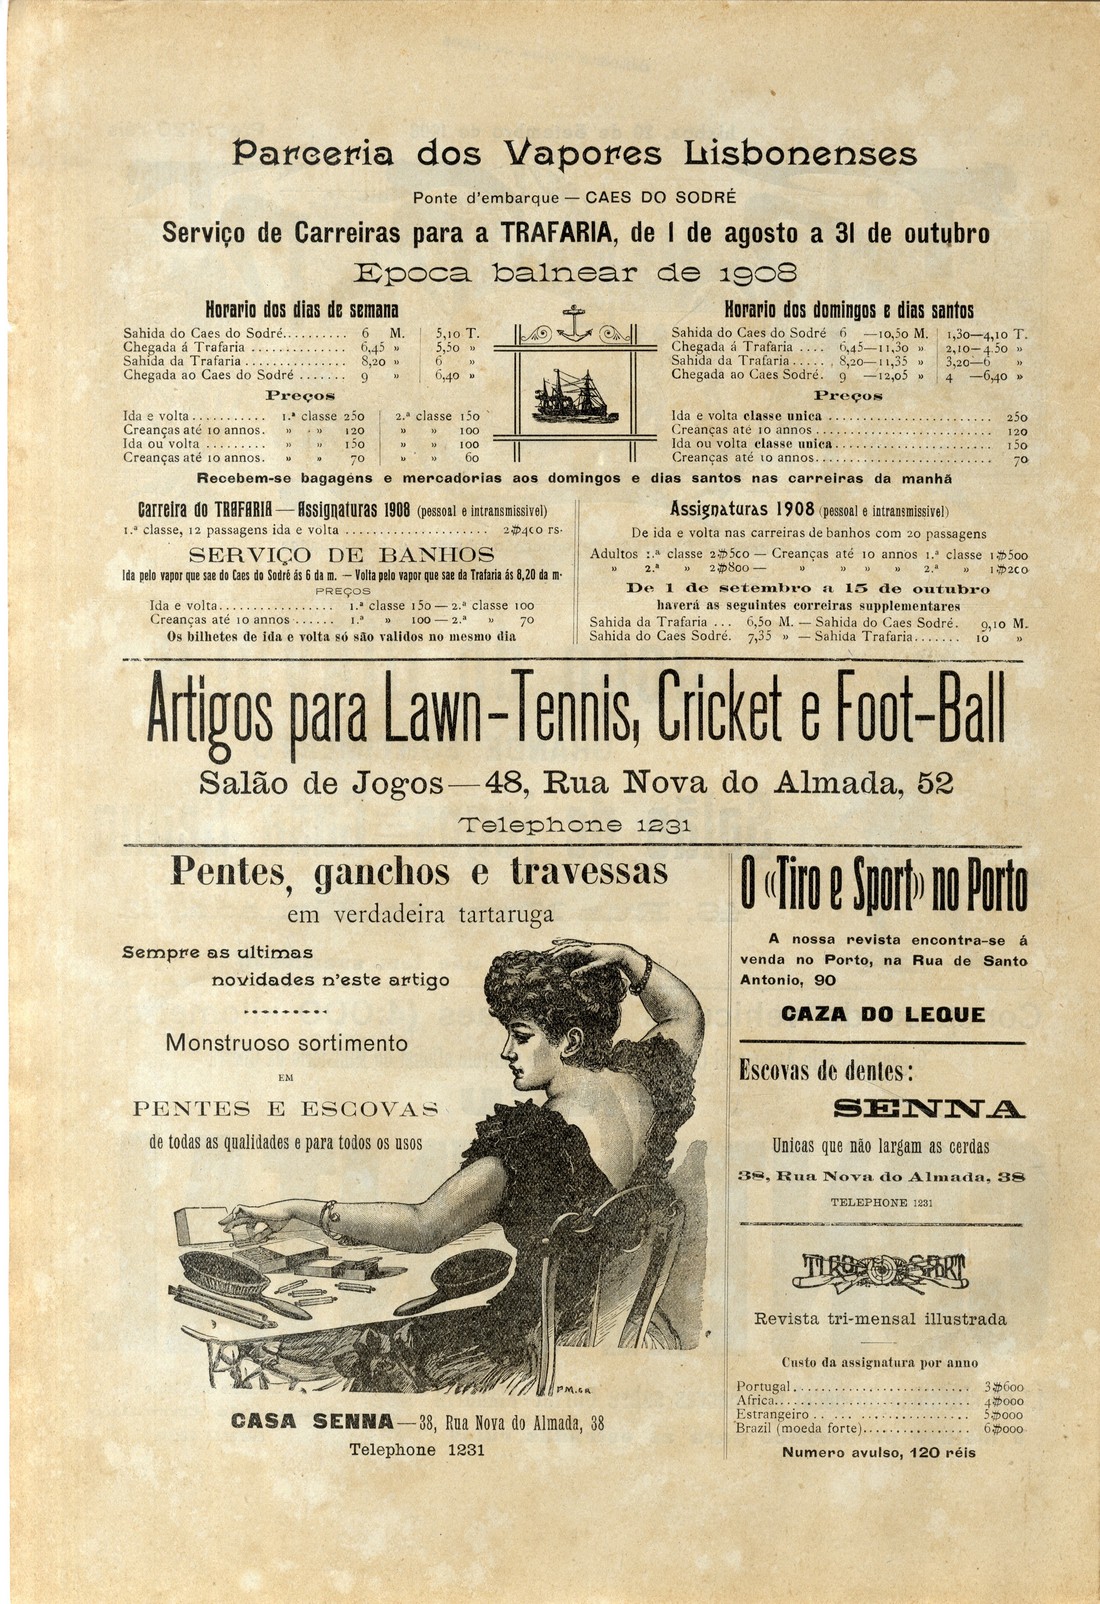 Parceria dos Vapores Lisbonenses
Ponte d'embarque — CAES DO SODRÉ
Serviço de Carreiras para a TRAFARIA, de 1 de agosto a 31 de outubro
Epoca balnear de 1908
Horario dos dias de semana
Sahida do Caes do Sodré.......... 6 M. | 5,10 T.
Chegada á Trafaria .............. 6,45 » | 5,50 »
Sahida da Trafaria .............. 8,20 » | 6 »
Chegada ao Caes do Sodré ....... 9 » | 6,40 »
Preços
Ida e volta ........... 1.ª classe 250 | 2.ª classe 150
Creanças até 10 annos. » » 120 | » » 100
Ida ou volta ......... » » 150 | » » 100
Creanças até 10 annos. » » 70 | » » 60
Horario dos domingos e dias santos
Sahida do Caes do Sodré 6 —10,50 M. | 1,30—4,10 T.
Chegada á Trafaria .... 6,45—11,30 » | 2,10—4.50 »
Sahida da Trafaria ..... 8,20—11,35 » | 3,20—6 »
Chegada ao Caes Sodré. 9 —12,05 » | 4 —6,40 »
Preços
Ida e volta classe unica ........................ 250
Creanças até 10 annos .......................... 120
Ida ou volta classe unica ....................... 150
Creanças até 10 annos.......................... 70
Recebem-se bagagens e mercadorias aos domingos e dias santos nas carreiras da manhã
Carreira do TRAFARIA — Assignaturas 1908 (pessoal e intransmissivel)
1.ª classe, 12 passagens ida e volta .................... 2$400 rs.
SERVIÇO DE BANHOS
Ida pelo vapor que sae do Caes do Sodré ás 6 da m. — Volta pelo vapor que sae da Trafaria ás 8,20 da m.
PREÇOS
Ida e volta................ 1.ª classe 150 — 2.ª classe 100
Creanças até 10 annos ...... 1.ª » 100 — 2.ª » 70
Os bilhetes de ida e volta só são validos no mesmo dia
Assignaturas 1908 (pessoal e intransmissivel)
De ida e volta nas carreiras de banhos com 20 passagens
Adultos 1.ª classe 2$500 — Creanças até 10 annos 1.ª classe 1$500
» 2.ª » 2$800 — » » » » 2.ª » 1$200
De 1 de setembro a 15 de outubro
haverá as seguintes correiras supplementares
Sahida da Trafaria ... 6,50 M. — Sahida do Caes Sodré. 9,10 M.
Sahida do Caes Sodré. 7,35 » — Sahida Trafaria....... 10 »
Artigos para Lawn-Tennis, Cricket e Foot-Ball
Salão de Jogos — 48, Rua Nova do Almada, 52
Telephone 1231
Pentes, ganchos e travessas
em verdadeira tartaruga
Sempre as ultimas
novidades n'este artigo
Monstruoso sortimento
EM
PENTES E ESCOVAS
de todas as qualidades e para todos os usos
P.M.GR
CASA SENNA — 38, Rua Nova do Almada, 38
Telephone 1231
O «Tiro e Sport» no Porto
A nossa revista encontra-se á
venda no Porto, na Rua de Santo
Antonio, 90
CAZA DO LEQUE
Escovas de dentes:
SENNA
Unicas que não largam as cerdas
38, Rua Nova do Almada, 38
TELEPHONE 1231
TIRO SPORT
Revista tri-mensal illustrada
Custo da assignatura por anno
Portugal........................... 3$600
Africa............................. 4$000
Estrangeiro ....................... 5$000
Brazil (moeda forte)................ 6$000
Numero avulso, 120 réis